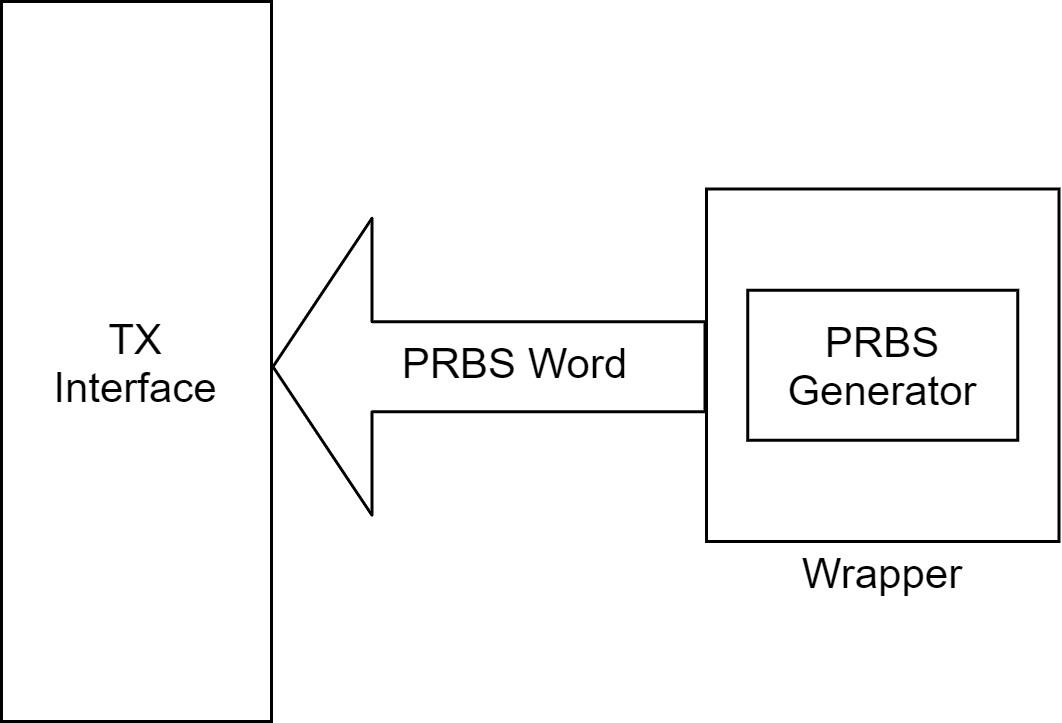 TX
Interface
PRBS Word
PRBS
Generator
Wrapper